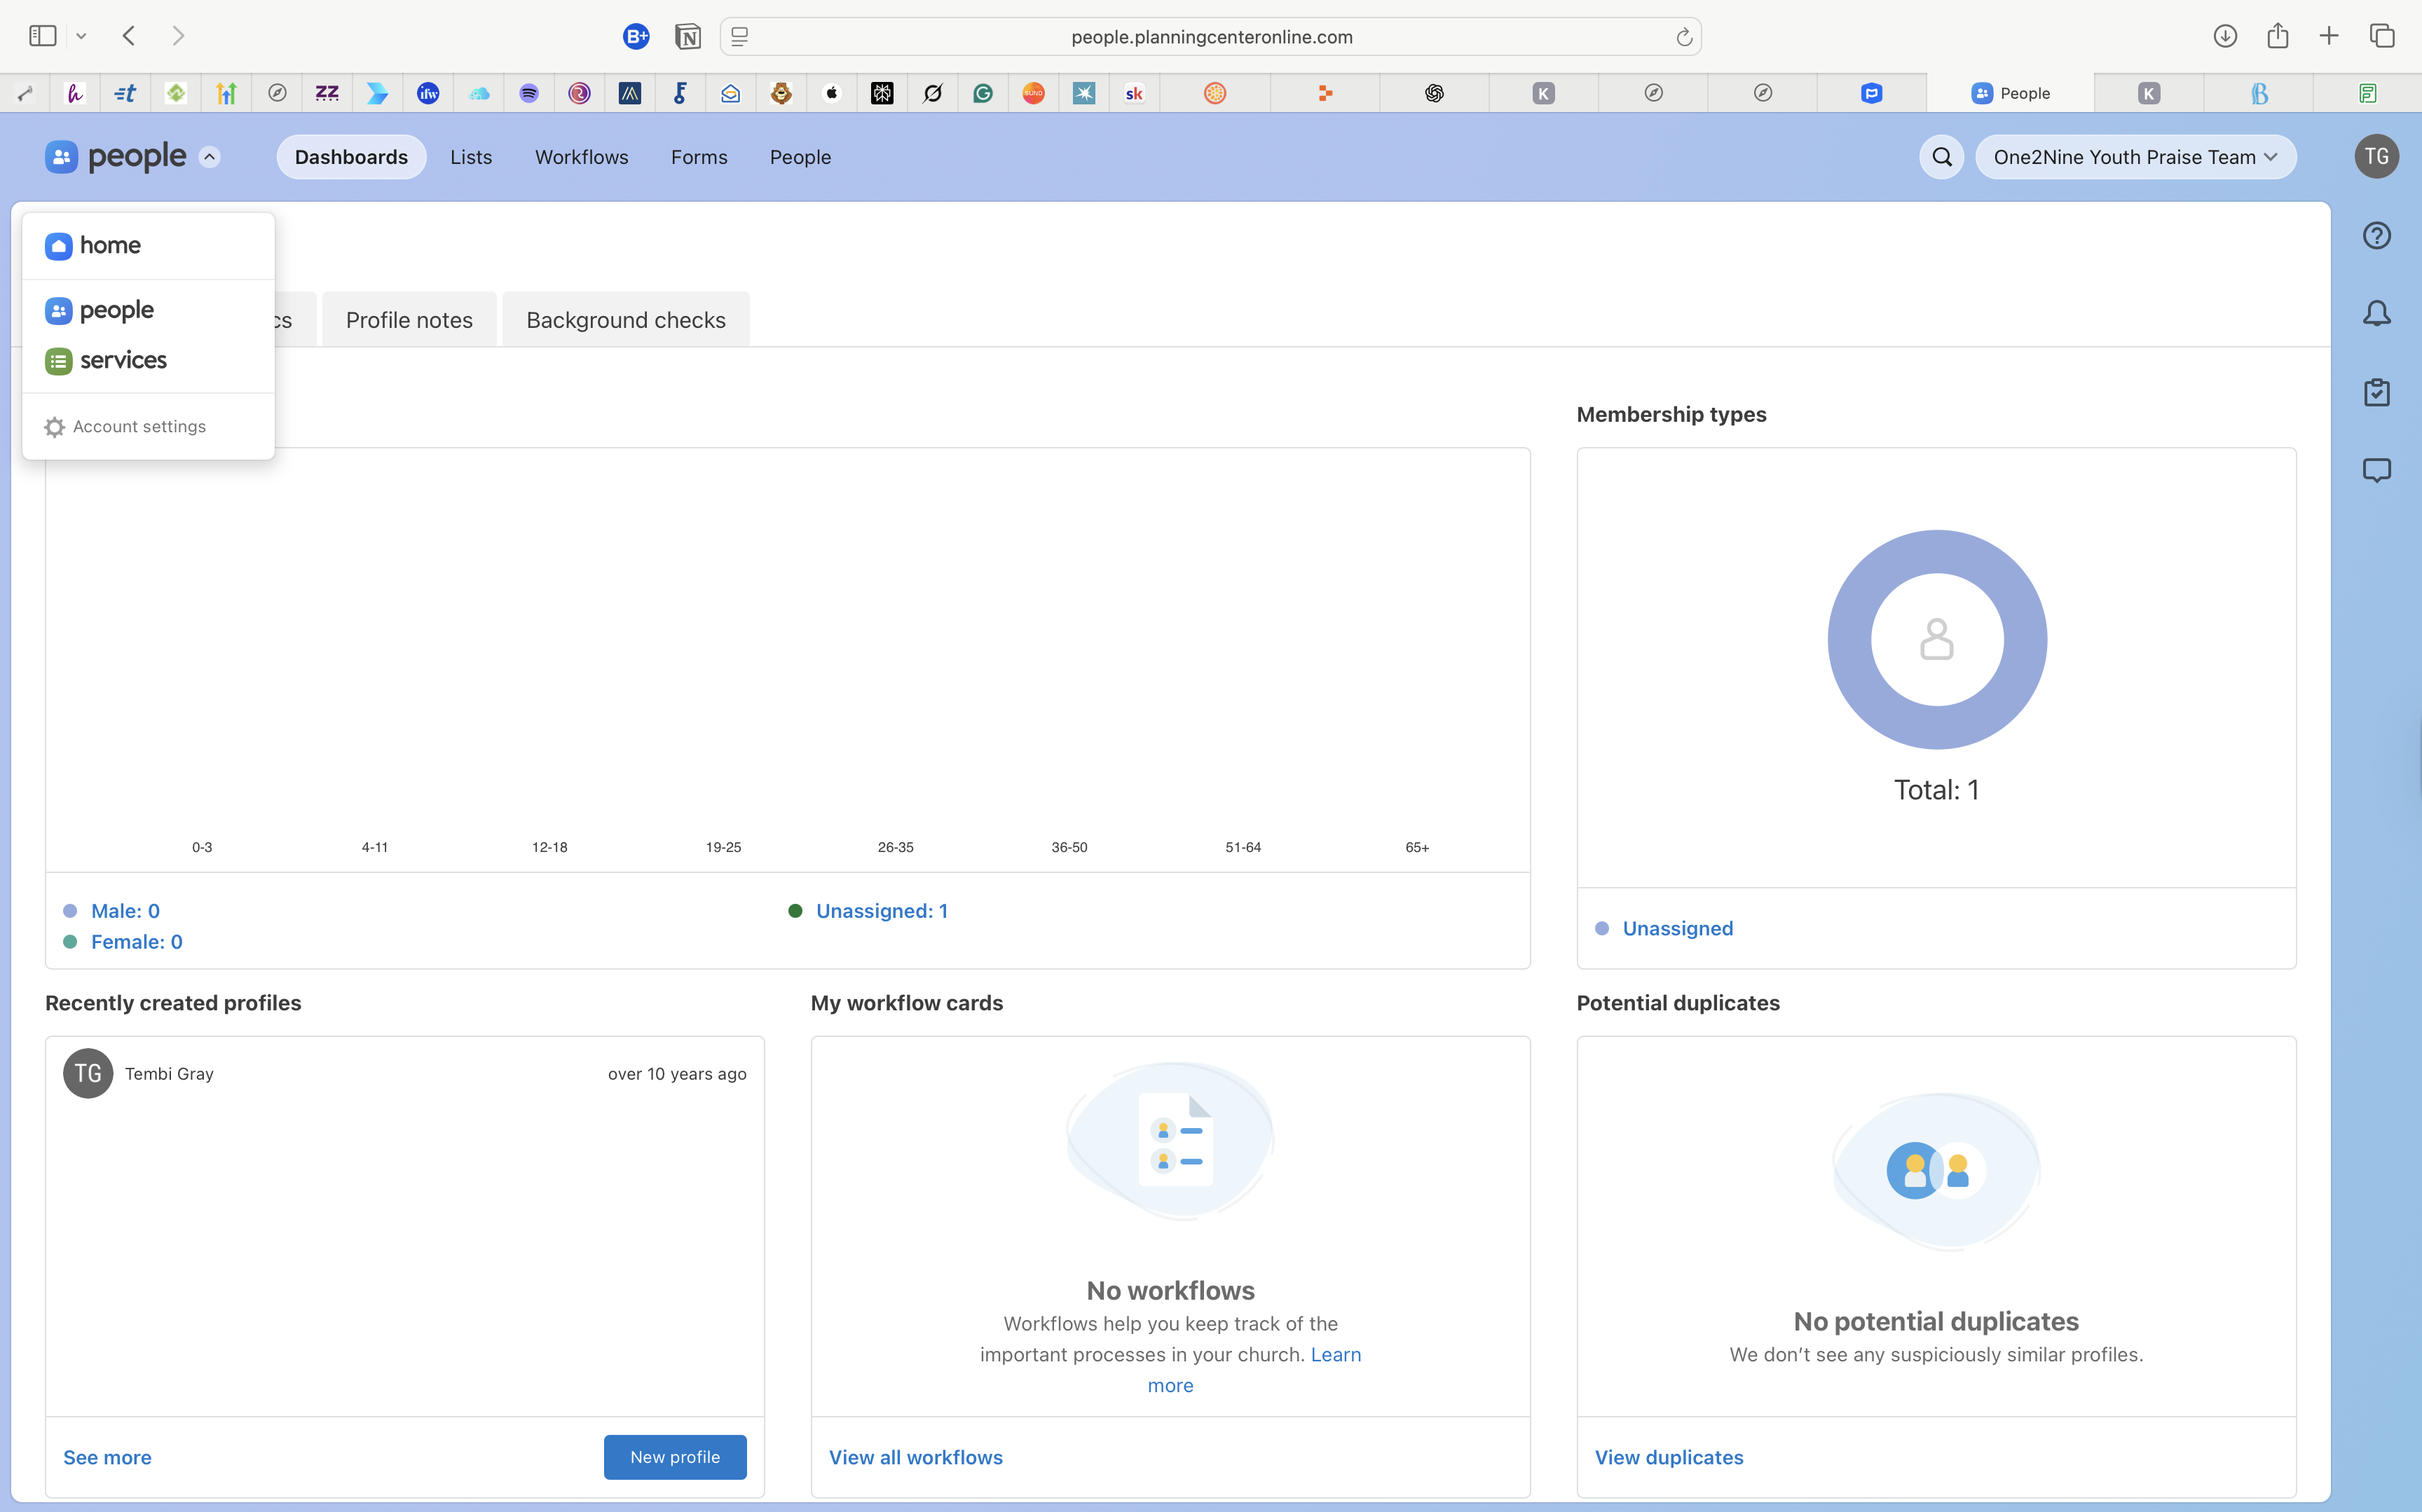 people.planningcenteronline.com
B+
N
h
ZZ
ifw
SUNO
sk
K
People
K
people
Dashboards
Lists
Workflows
Forms
People
One2Nine Youth Praise Team
TG
home
people
services
Account settings
cs
Profile notes
Background checks
Membership types
Total: 1
0-3
4-11
12-18
19-25
26-35
36-50
51-64
65+
Male: 0
Female: 0
Unassigned: 1
Unassigned
Recently created profiles
TG
Tembi Gray
over 10 years ago
See more
New profile
My workflow cards
No workflows
Workflows help you keep track of the
important processes in your church. Learn
more
View all workflows
Potential duplicates
No potential duplicates
We don't see any suspiciously similar profiles.
View duplicates